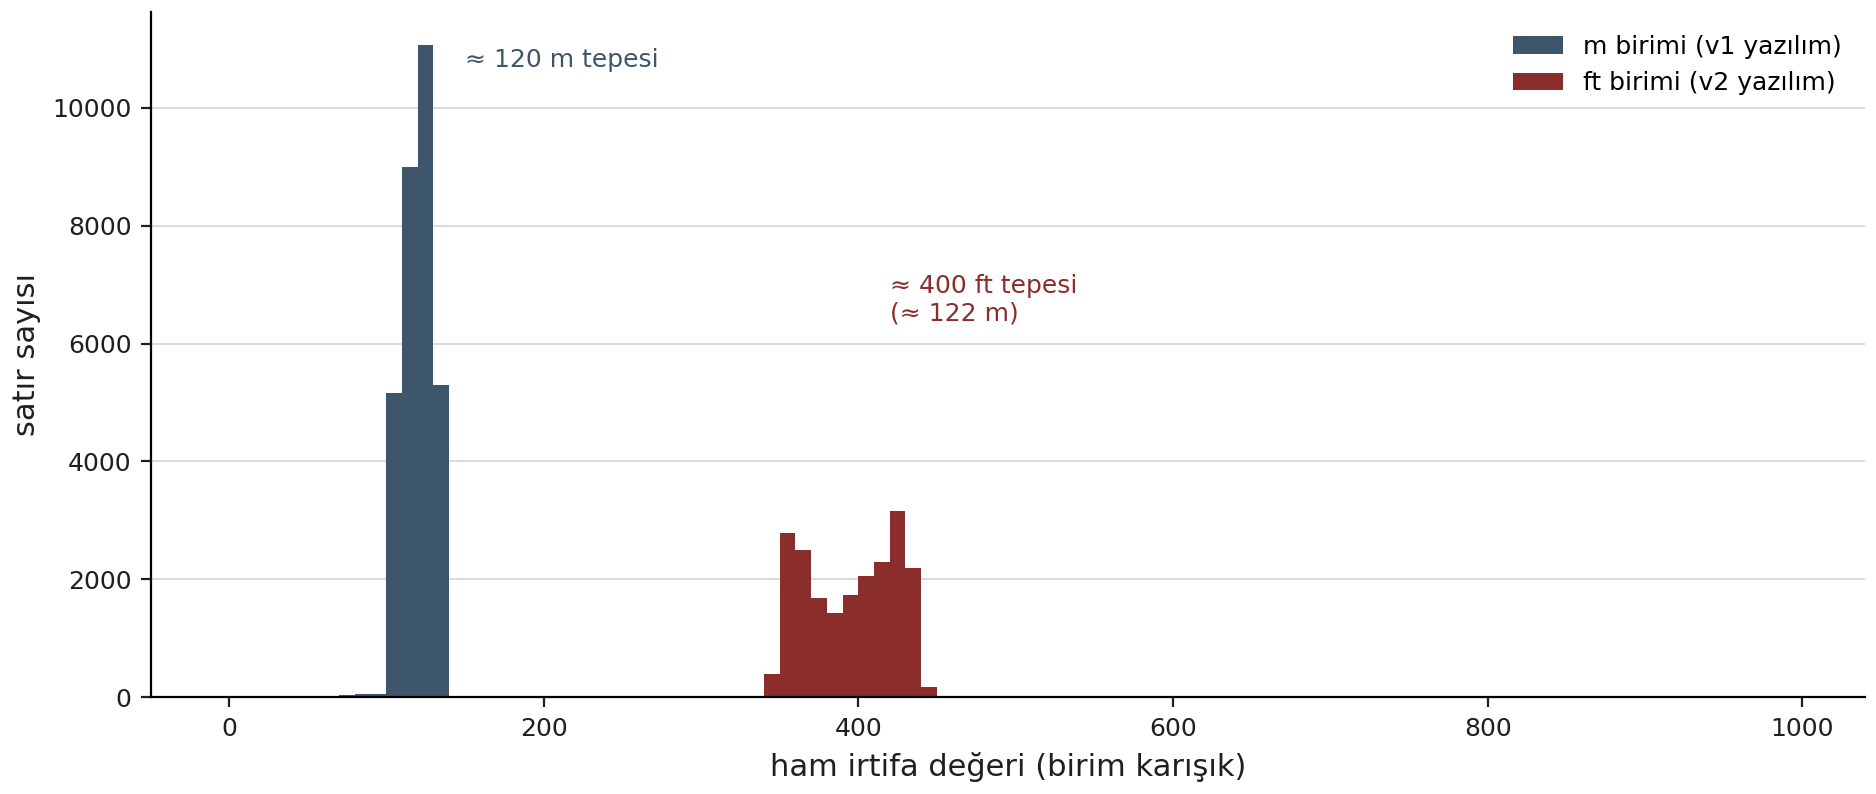 ≈ 120 m tepesi
m birimi (v1 yazılım)
ft birimi (v2 yazılım)
≈ 400 ft tepesi
(≈ 122 m)
satır sayısı
10000
8000
6000
4000
2000
0
0 200 400 600 800 1000
ham irtifa değeri (birim karışık)